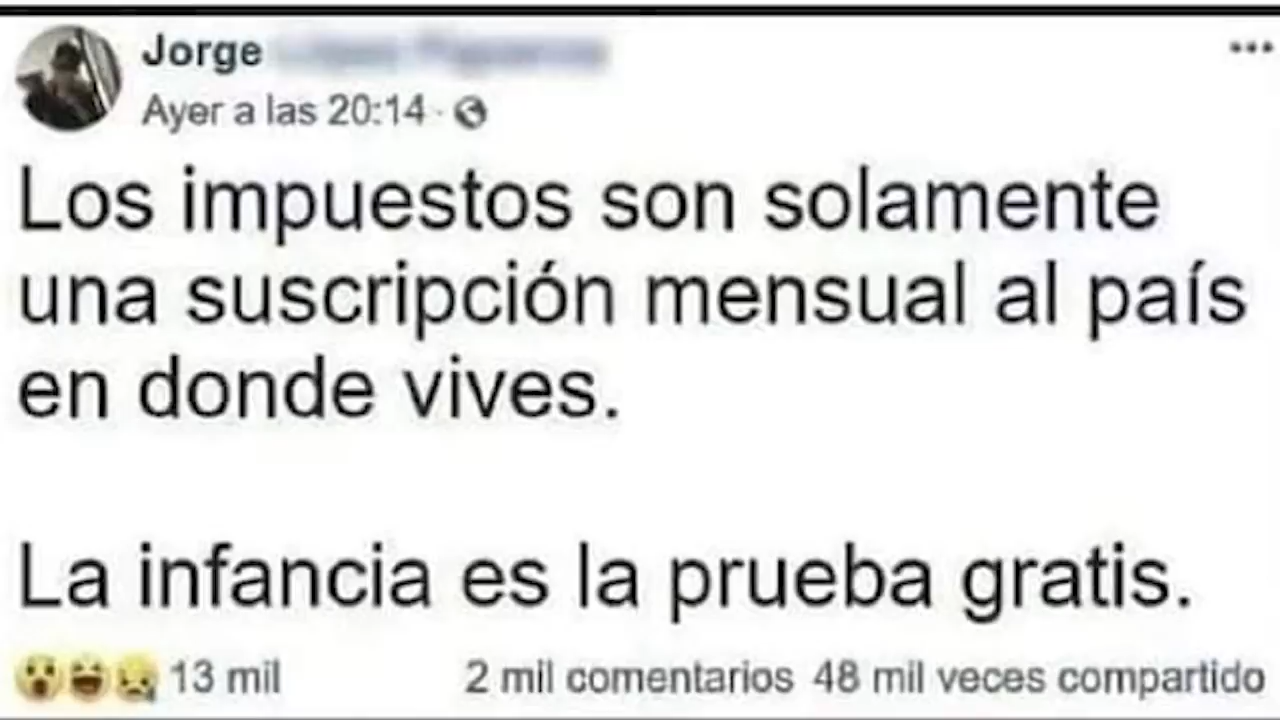 Jorge
Ayer a las 20:14 ·
Los impuestos son solamente
una suscripción mensual al país
en donde vives.
La infancia es la prueba gratis.
13 mil 2 mil comentarios 48 mil veces compartido